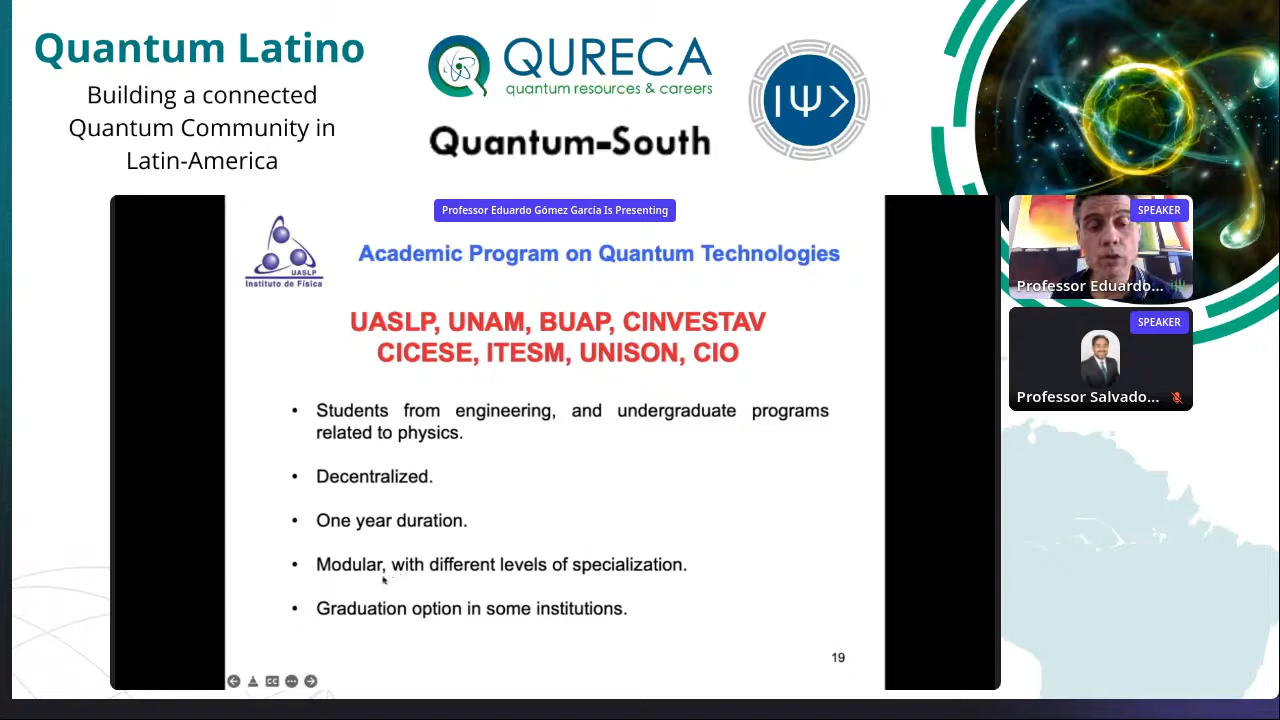 Quantum Latino
Building a connected
Quantum Community in
Latin-America
QURECA
quantum resources & careers
Quantum-South
|Ψ>
Professor Eduardo Gómez García Is Presenting
UASLP
Instituto de Física
Academic Program on Quantum Technologies
UASLP, UNAM, BUAP, CINVESTAV
CICESE, ITESM, UNISON, CIO
• Students from engineering, and undergraduate programs
related to physics.
• Decentralized.
• One year duration.
• Modular, with different levels of specialization.
• Graduation option in some institutions.
19
CC
SPEAKER
Professor Eduardo...
SPEAKER
Professor Salvado...